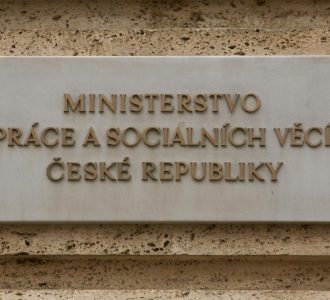 MINISTERSTVO
PRÁCE A SOCIÁLNÍCH VĚCÍ
ČESKÉ REPUBLIKY